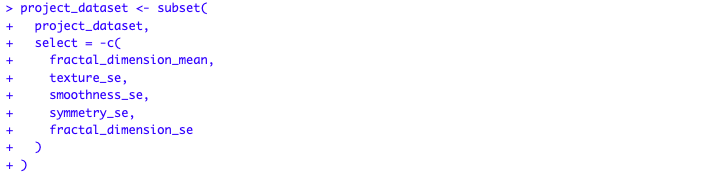 > project_dataset <- subset(
+   project_dataset,
+   select = -c(
+     fractal_dimension_mean,
+     texture_se,
+     smoothness_se,
+     symmetry_se,
+     fractal_dimension_se
+   )
+ )